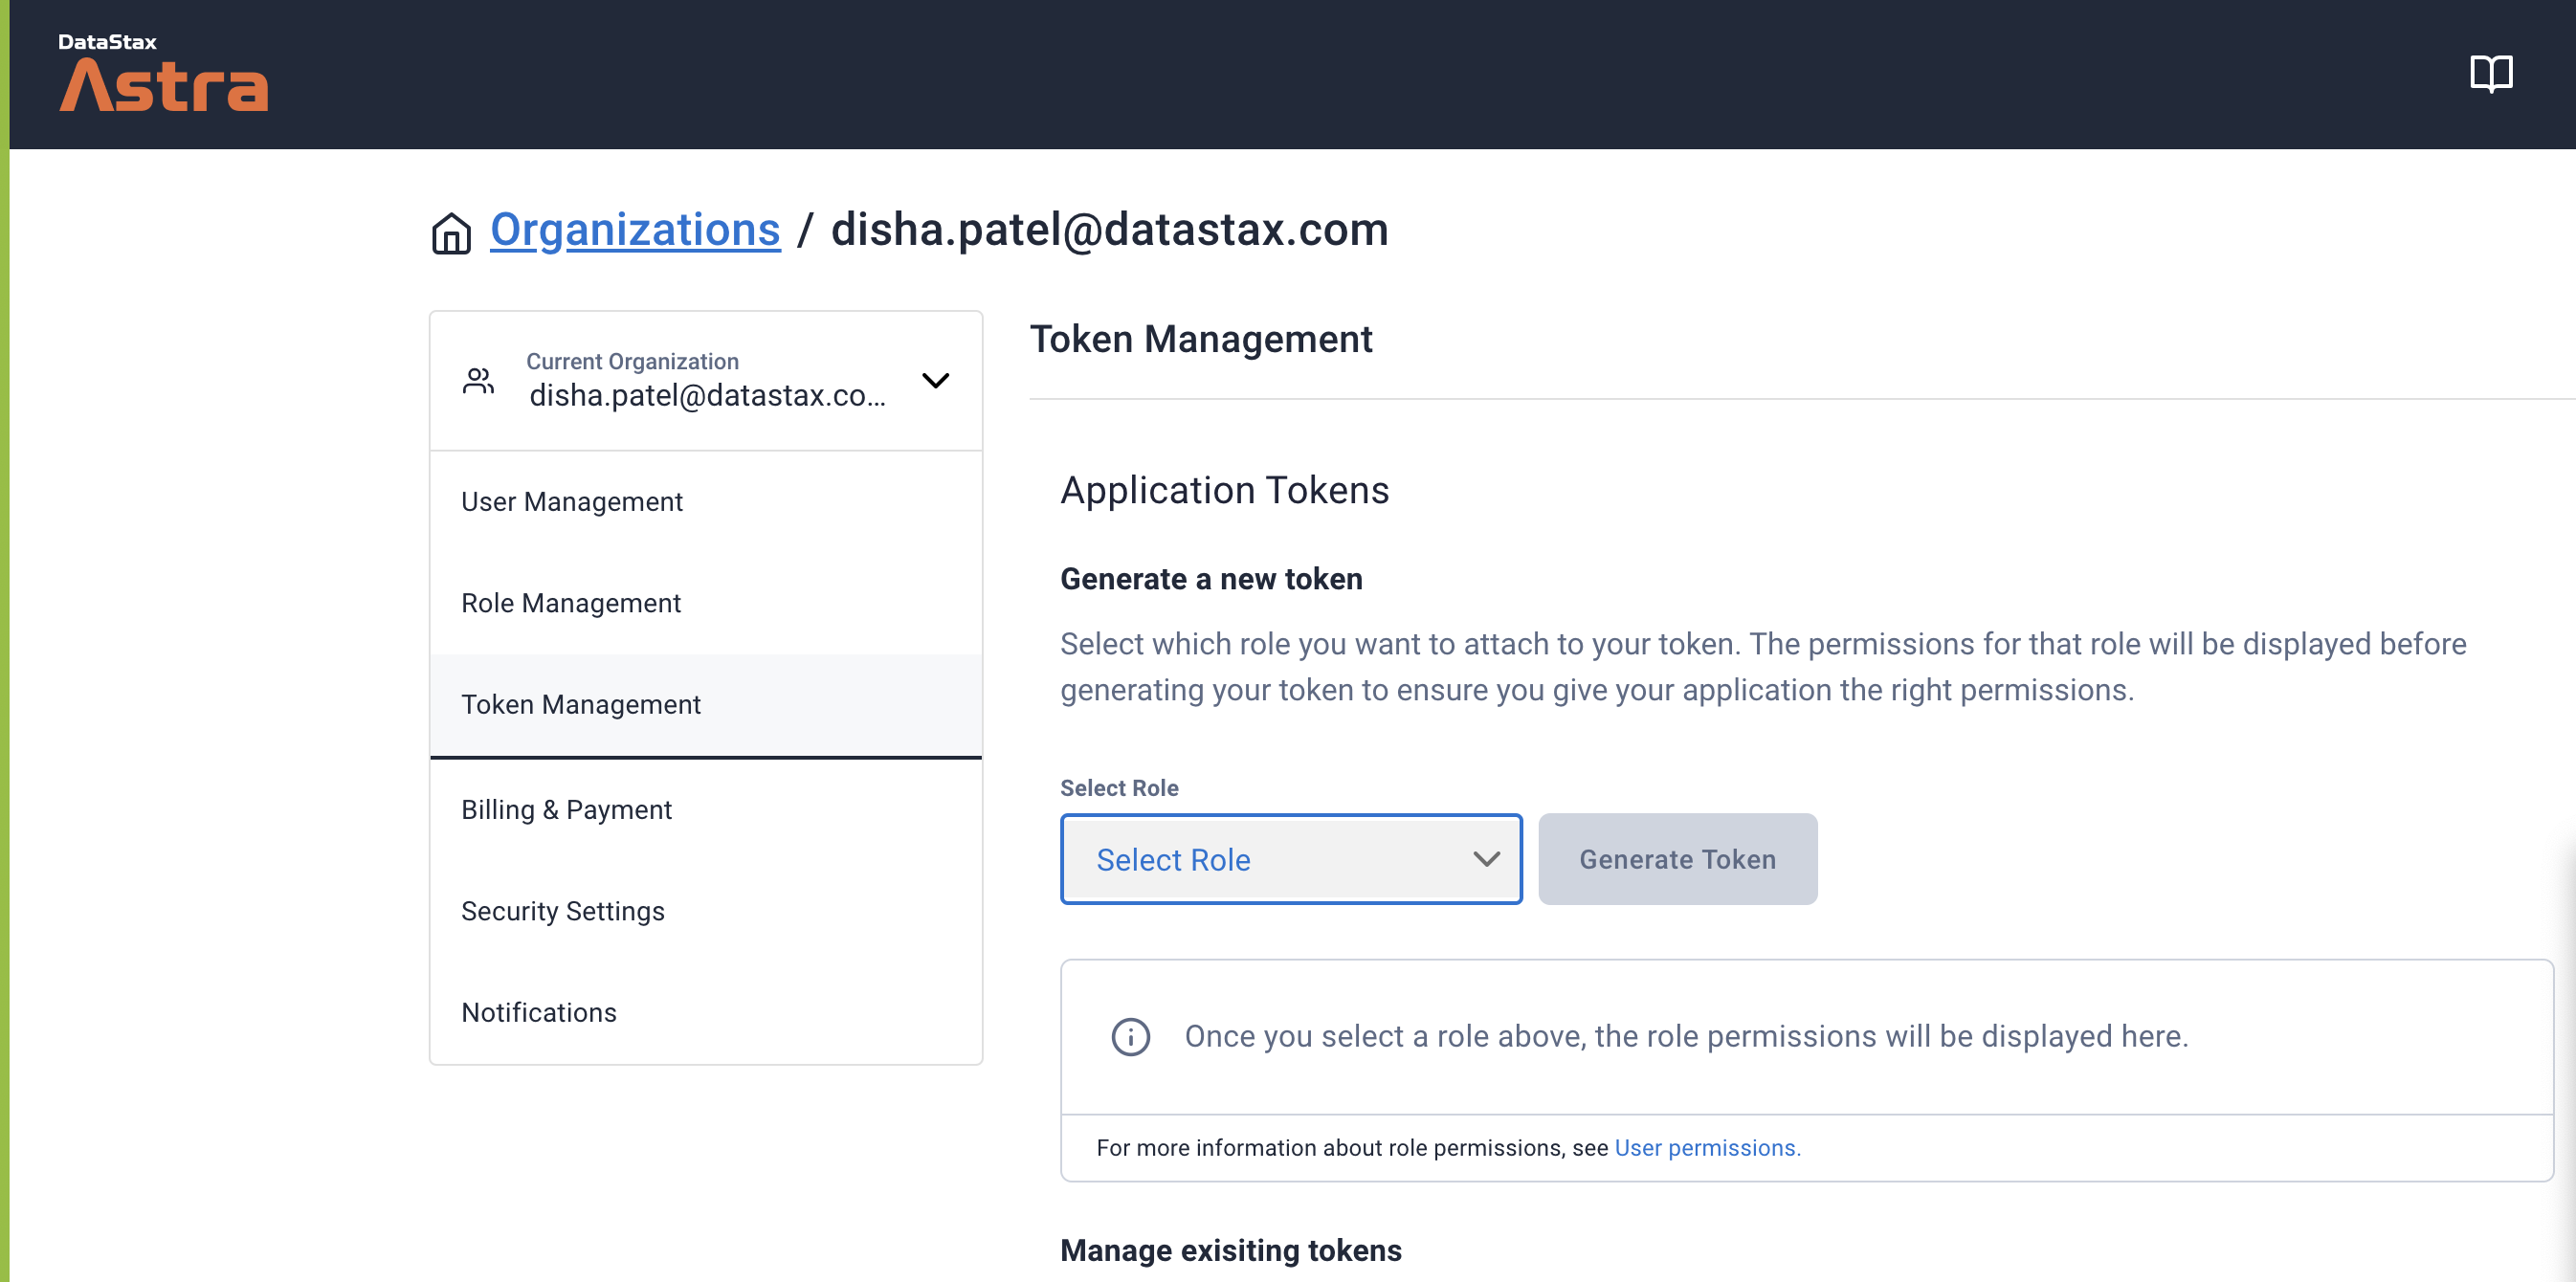 DataStax
Astra
Organizations / disha.patel@datastax.com
Current Organization
disha.patel@datastax.co...
User Management
Role Management
Token Management
Billing & Payment
Security Settings
Notifications
Token Management
Application Tokens
Generate a new token
Select which role you want to attach to your token. The permissions for that role will be displayed before
generating your token to ensure you give your application the right permissions.
Select Role
Select Role
Generate Token
Once you select a role above, the role permissions will be displayed here.
For more information about role permissions, see User permissions.
Manage exisiting tokens